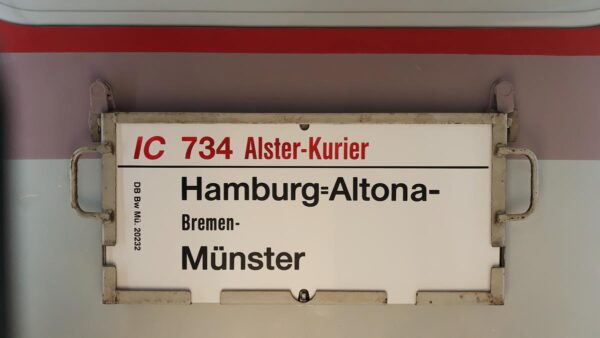 IC 734 Alster-Kurier
Hamburg=Altona-
Bremen-
Münster
DB Bw Mü. 20232